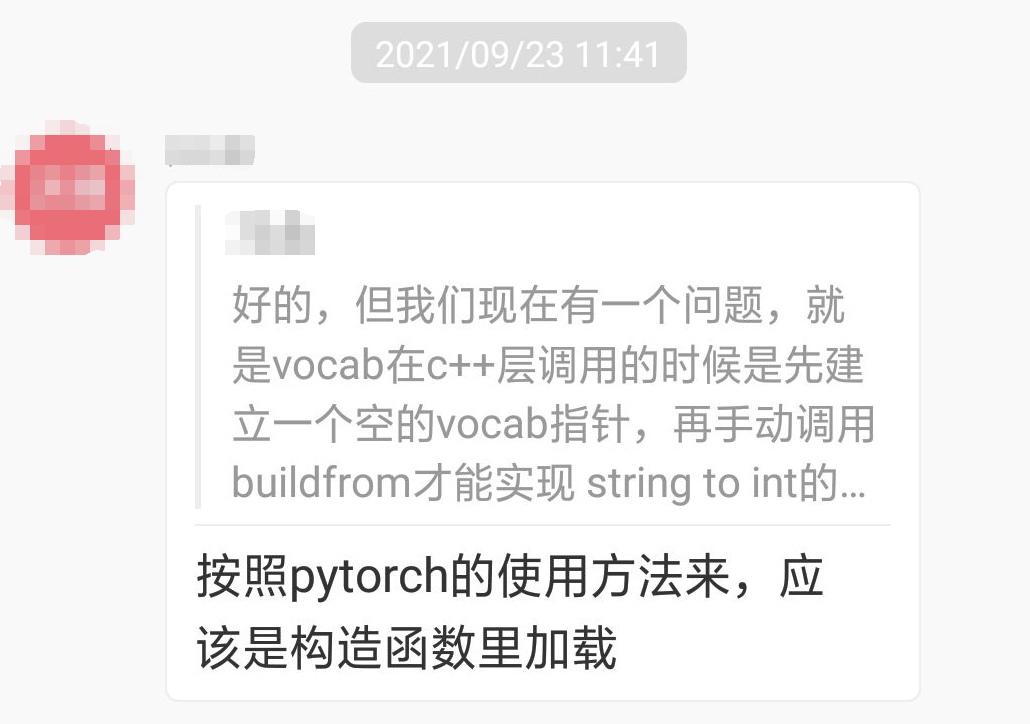 2021/09/23 11:41
好的，但我们现在有一个问题，就
是vocab在c++层调用的时候是先建
立一个空的vocab指针，再手动调用
buildfrom才能实现 string to int的...
按照pytorch的使用方法来，应
该是构造函数里加载